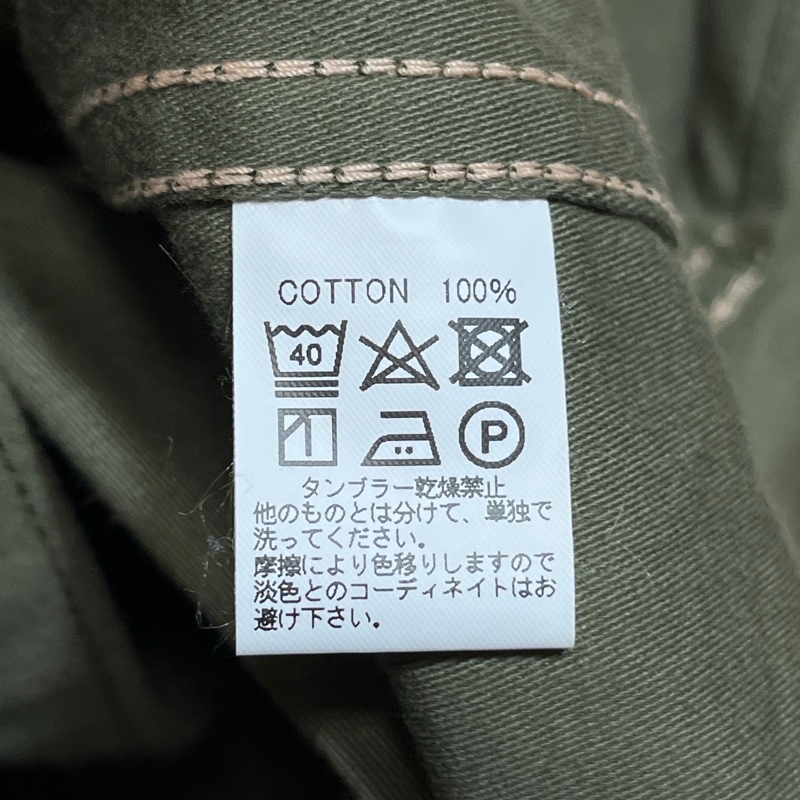 COTTON 100%
40
P
タンブラー乾燥禁止
他のものとは分けて、単独で
洗ってください。
摩擦により色移りしますので
淡色とのコーディネイトはお
避け下さい。